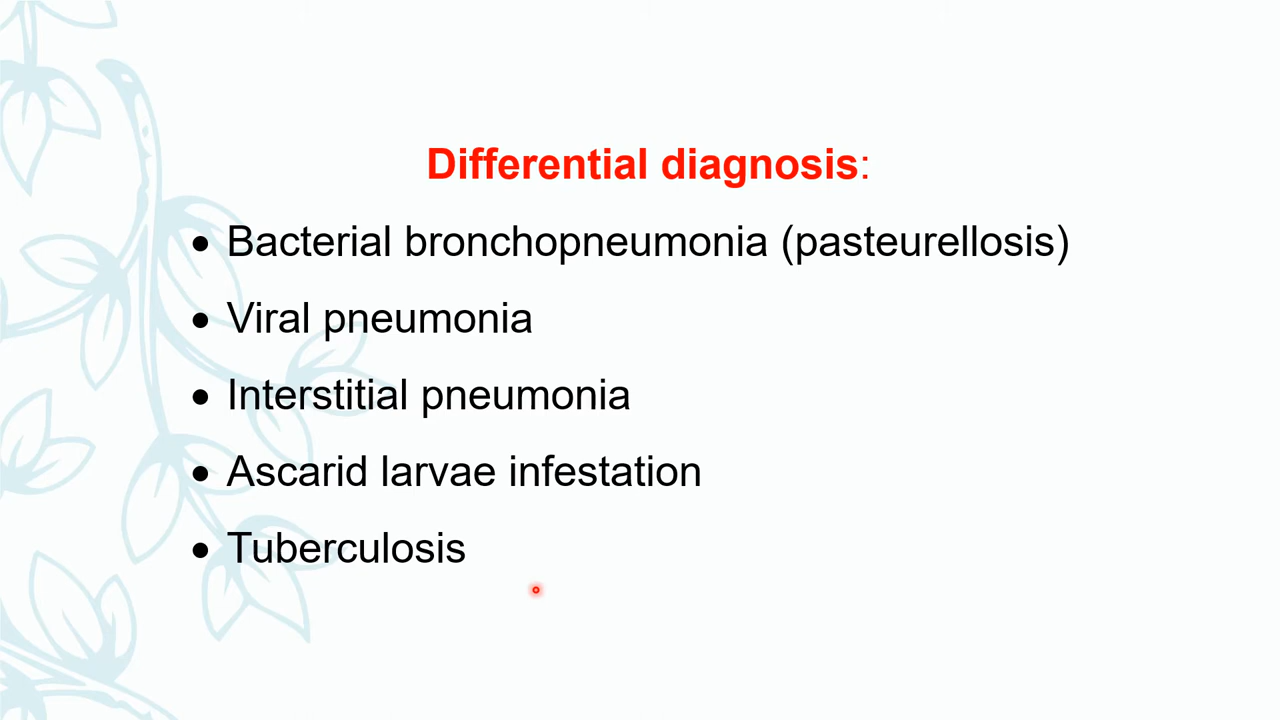 Differential diagnosis:
• Bacterial bronchopneumonia (pasteurellosis)
• Viral pneumonia
• Interstitial pneumonia
• Ascarid larvae infestation
• Tuberculosis